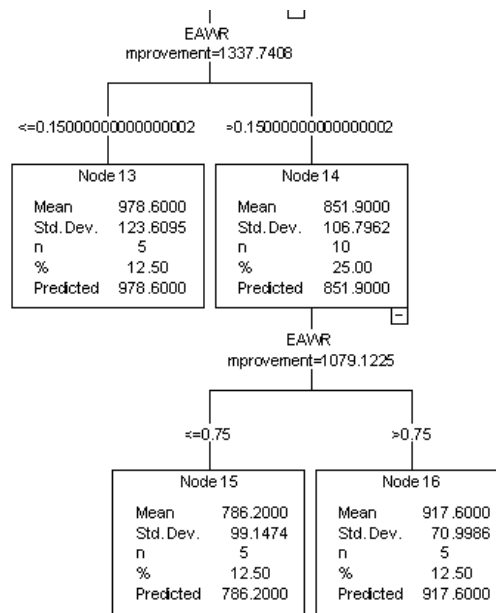 EAWR
mprovement=1337.7408
<=0.15000000000000002 >0.15000000000000002
Node 13 Node 14
Mean 978.6000 Mean 851.9000
Std. Dev. 123.6095 Std. Dev. 106.7962
n 5 n 10
% 12.50 % 25.00
Predicted 978.6000 Predicted 851.9000
EAWR
mprovement=1079.1225
<=0.75 >0.75
Node 15 Node 16
Mean 786.2000 Mean 917.6000
Std. Dev. 99.1474 Std. Dev. 70.9986
n 5 n 5
% 12.50 % 12.50
Predicted 786.2000 Predicted 917.6000